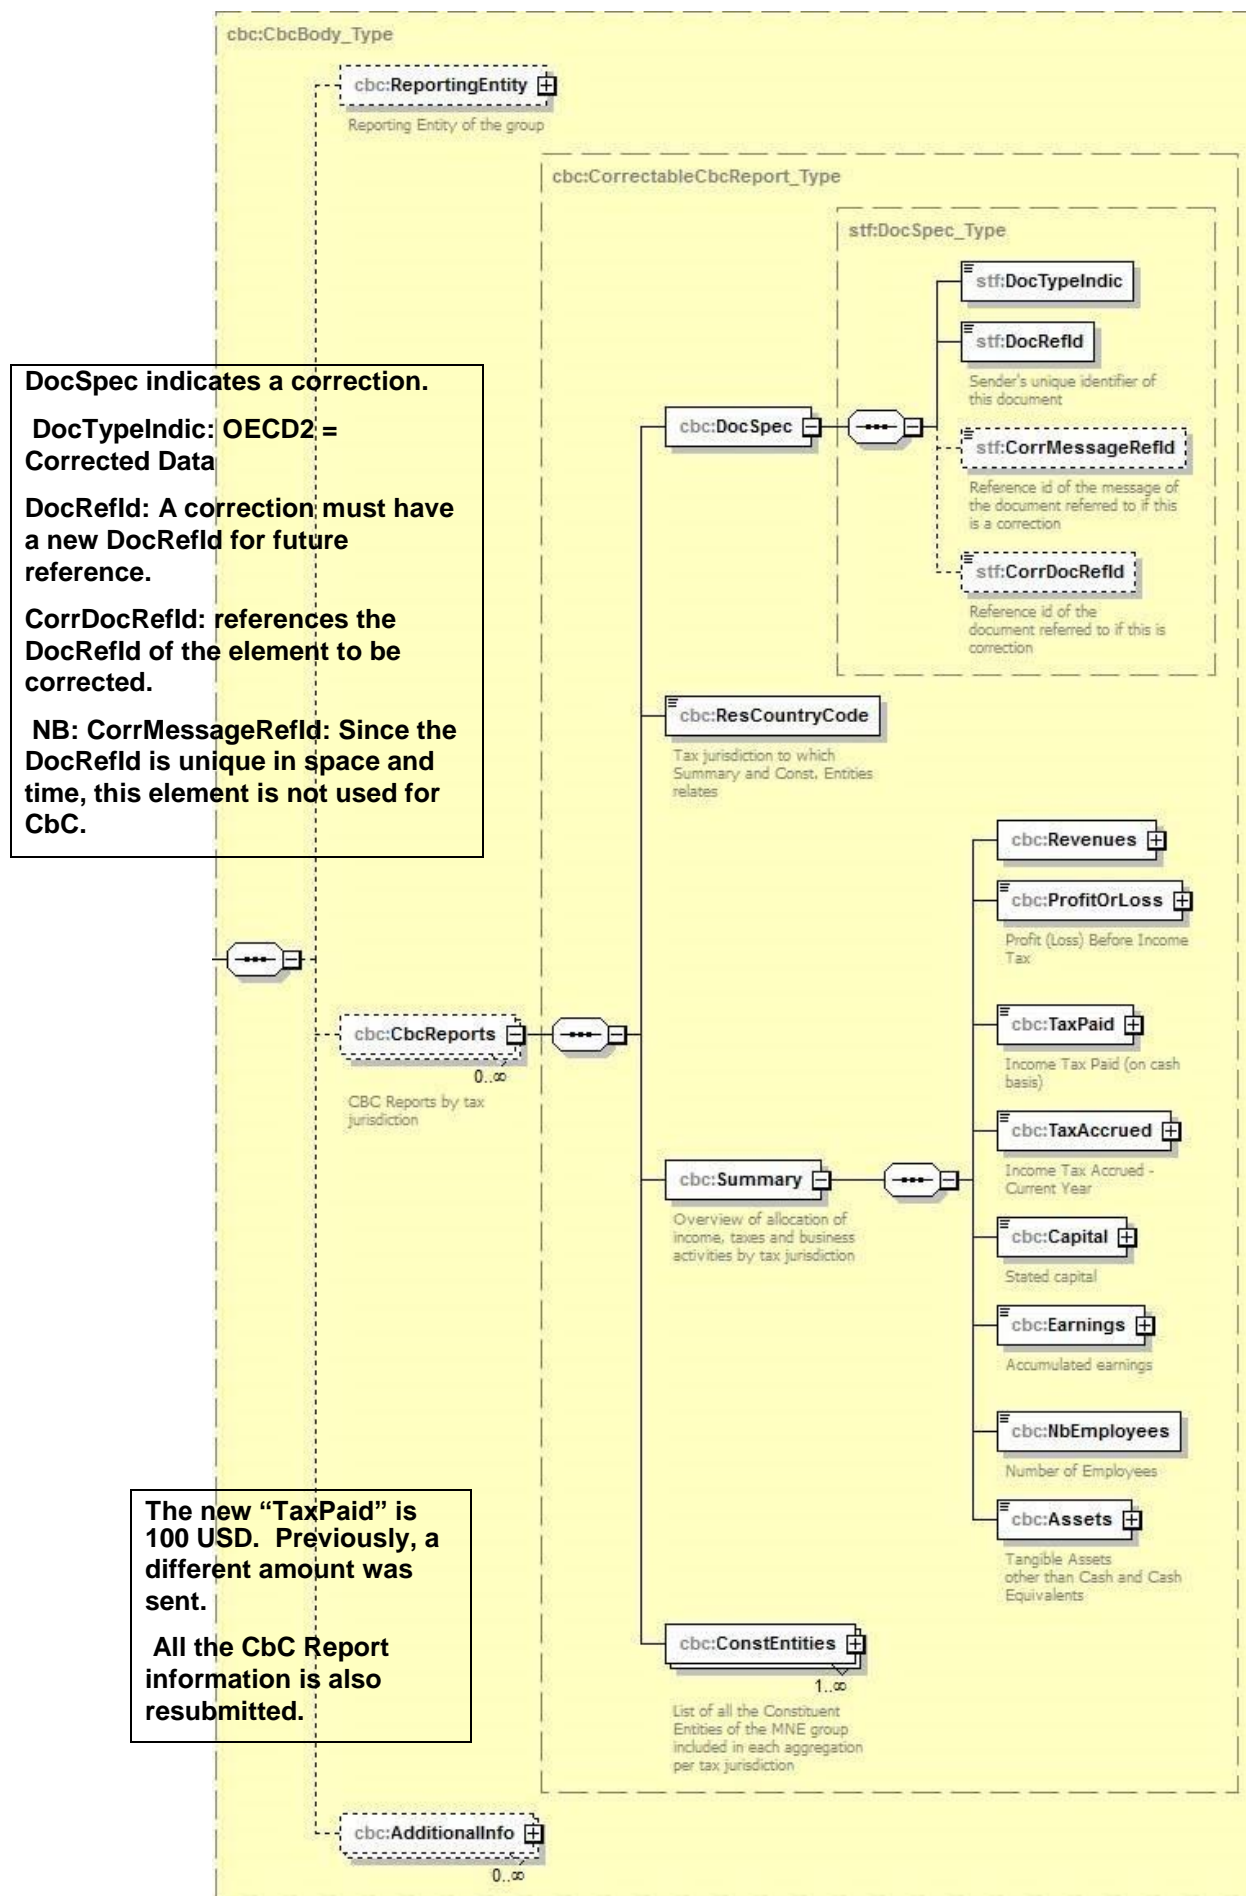 cbc:CbcBody_Type
cbc:ReportingEntity
Reporting Entity of the group
cbc:CorrectableCbcReport_Type
stf:DocSpec_Type
stf:DocTypeIndic
stf:DocRefId
Sender's unique identifier of
this document
DocSpec indicates a correction.
DocTypeIndic: OECD2 =
Corrected Data
DocRefId: A correction must have
a new DocRefId for future
reference.
CorrDocRefId: references the
DocRefId of the element to be
corrected.
NB: CorrMessageRefId: Since the
DocRefId is unique in space and
time, this element is not used for
CbC.
cbc:DocSpec
stf:CorrMessageRefId
Reference id of the message of
the document referred to if this
is a correction
stf:CorrDocRefId
Reference id of the
document referred to if this is
correction
cbc:ResCountryCode
Tax jurisdiction to which
Summary and Const. Entities
relates
cbc:Revenues
cbc:ProfitOrLoss
Profit (Loss) Before Income
Tax
cbc:CbcReports
0..∞
CBC Reports by tax
jurisdiction
cbc:TaxPaid
Income Tax Paid (on cash
basis)
cbc:TaxAccrued
Income Tax Accrued -
Current Year
cbc:Summary
Overview of allocation of
income, taxes and business
activities by tax jurisdiction
cbc:Capital
Stated capital
cbc:Earnings
Accumulated earnings
cbc:NbEmployees
Number of Employees
cbc:Assets
Tangible Assets
other than Cash and Cash
Equivalents
The new “TaxPaid” is
100 USD. Previously, a
different amount was
sent.
All the CbC Report
information is also
resubmitted.
cbc:ConstEntities
1..∞
List of all the Constituent
Entities of the MNE group
included in each aggregation
per tax jurisdiction
cbc:AdditionalInfo
0..∞